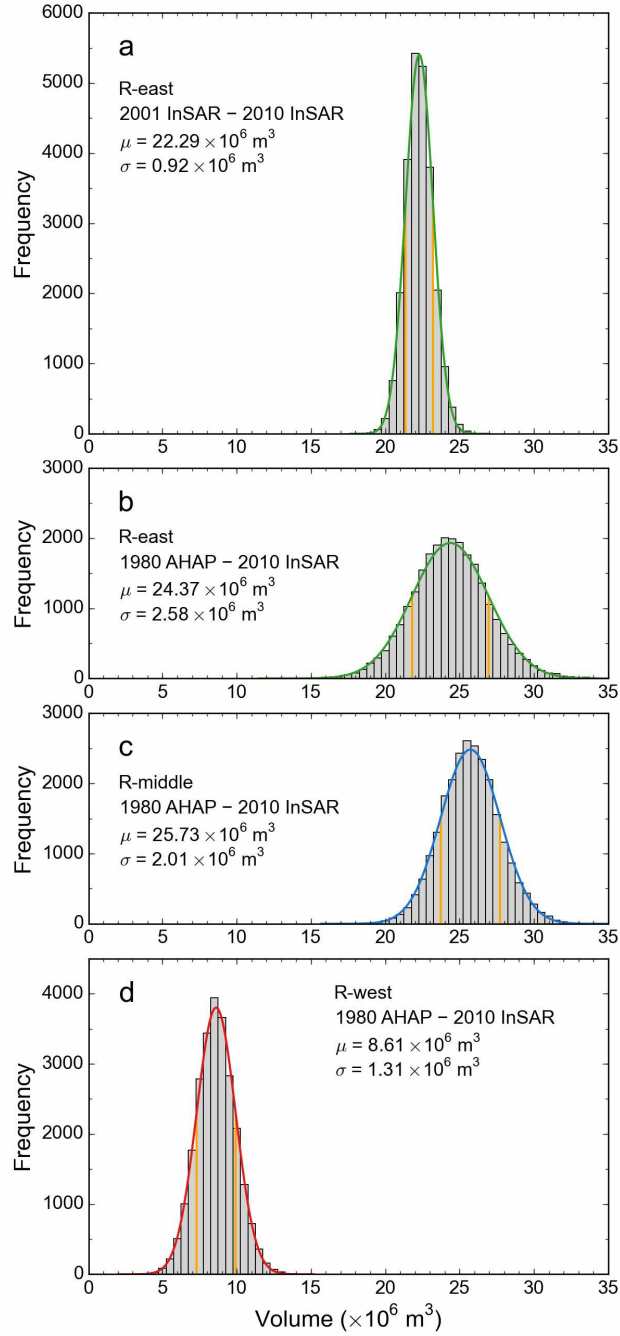 6000
a
R-east
2001 InSAR − 2010 InSAR
μ = 22.29 ×10⁶ m³
σ = 0.92 ×10⁶ m³
5000
4000
3000
2000
1000
0
Frequency
0 5 10 15 20 25 30 35
3000
b
R-east
1980 AHAP − 2010 InSAR
μ = 24.37 ×10⁶ m³
σ = 2.58 ×10⁶ m³
2000
1000
0
Frequency
0 5 10 15 20 25 30 35
3000
c
R-middle
1980 AHAP − 2010 InSAR
μ = 25.73 ×10⁶ m³
σ = 2.01 ×10⁶ m³
2000
1000
0
Frequency
0 5 10 15 20 25 30 35
d
R-west
1980 AHAP − 2010 InSAR
μ = 8.61 ×10⁶ m³
σ = 1.31 ×10⁶ m³
4000
3000
2000
1000
0
Frequency
0 5 10 15 20 25 30 35
Volume (×10⁶ m³)